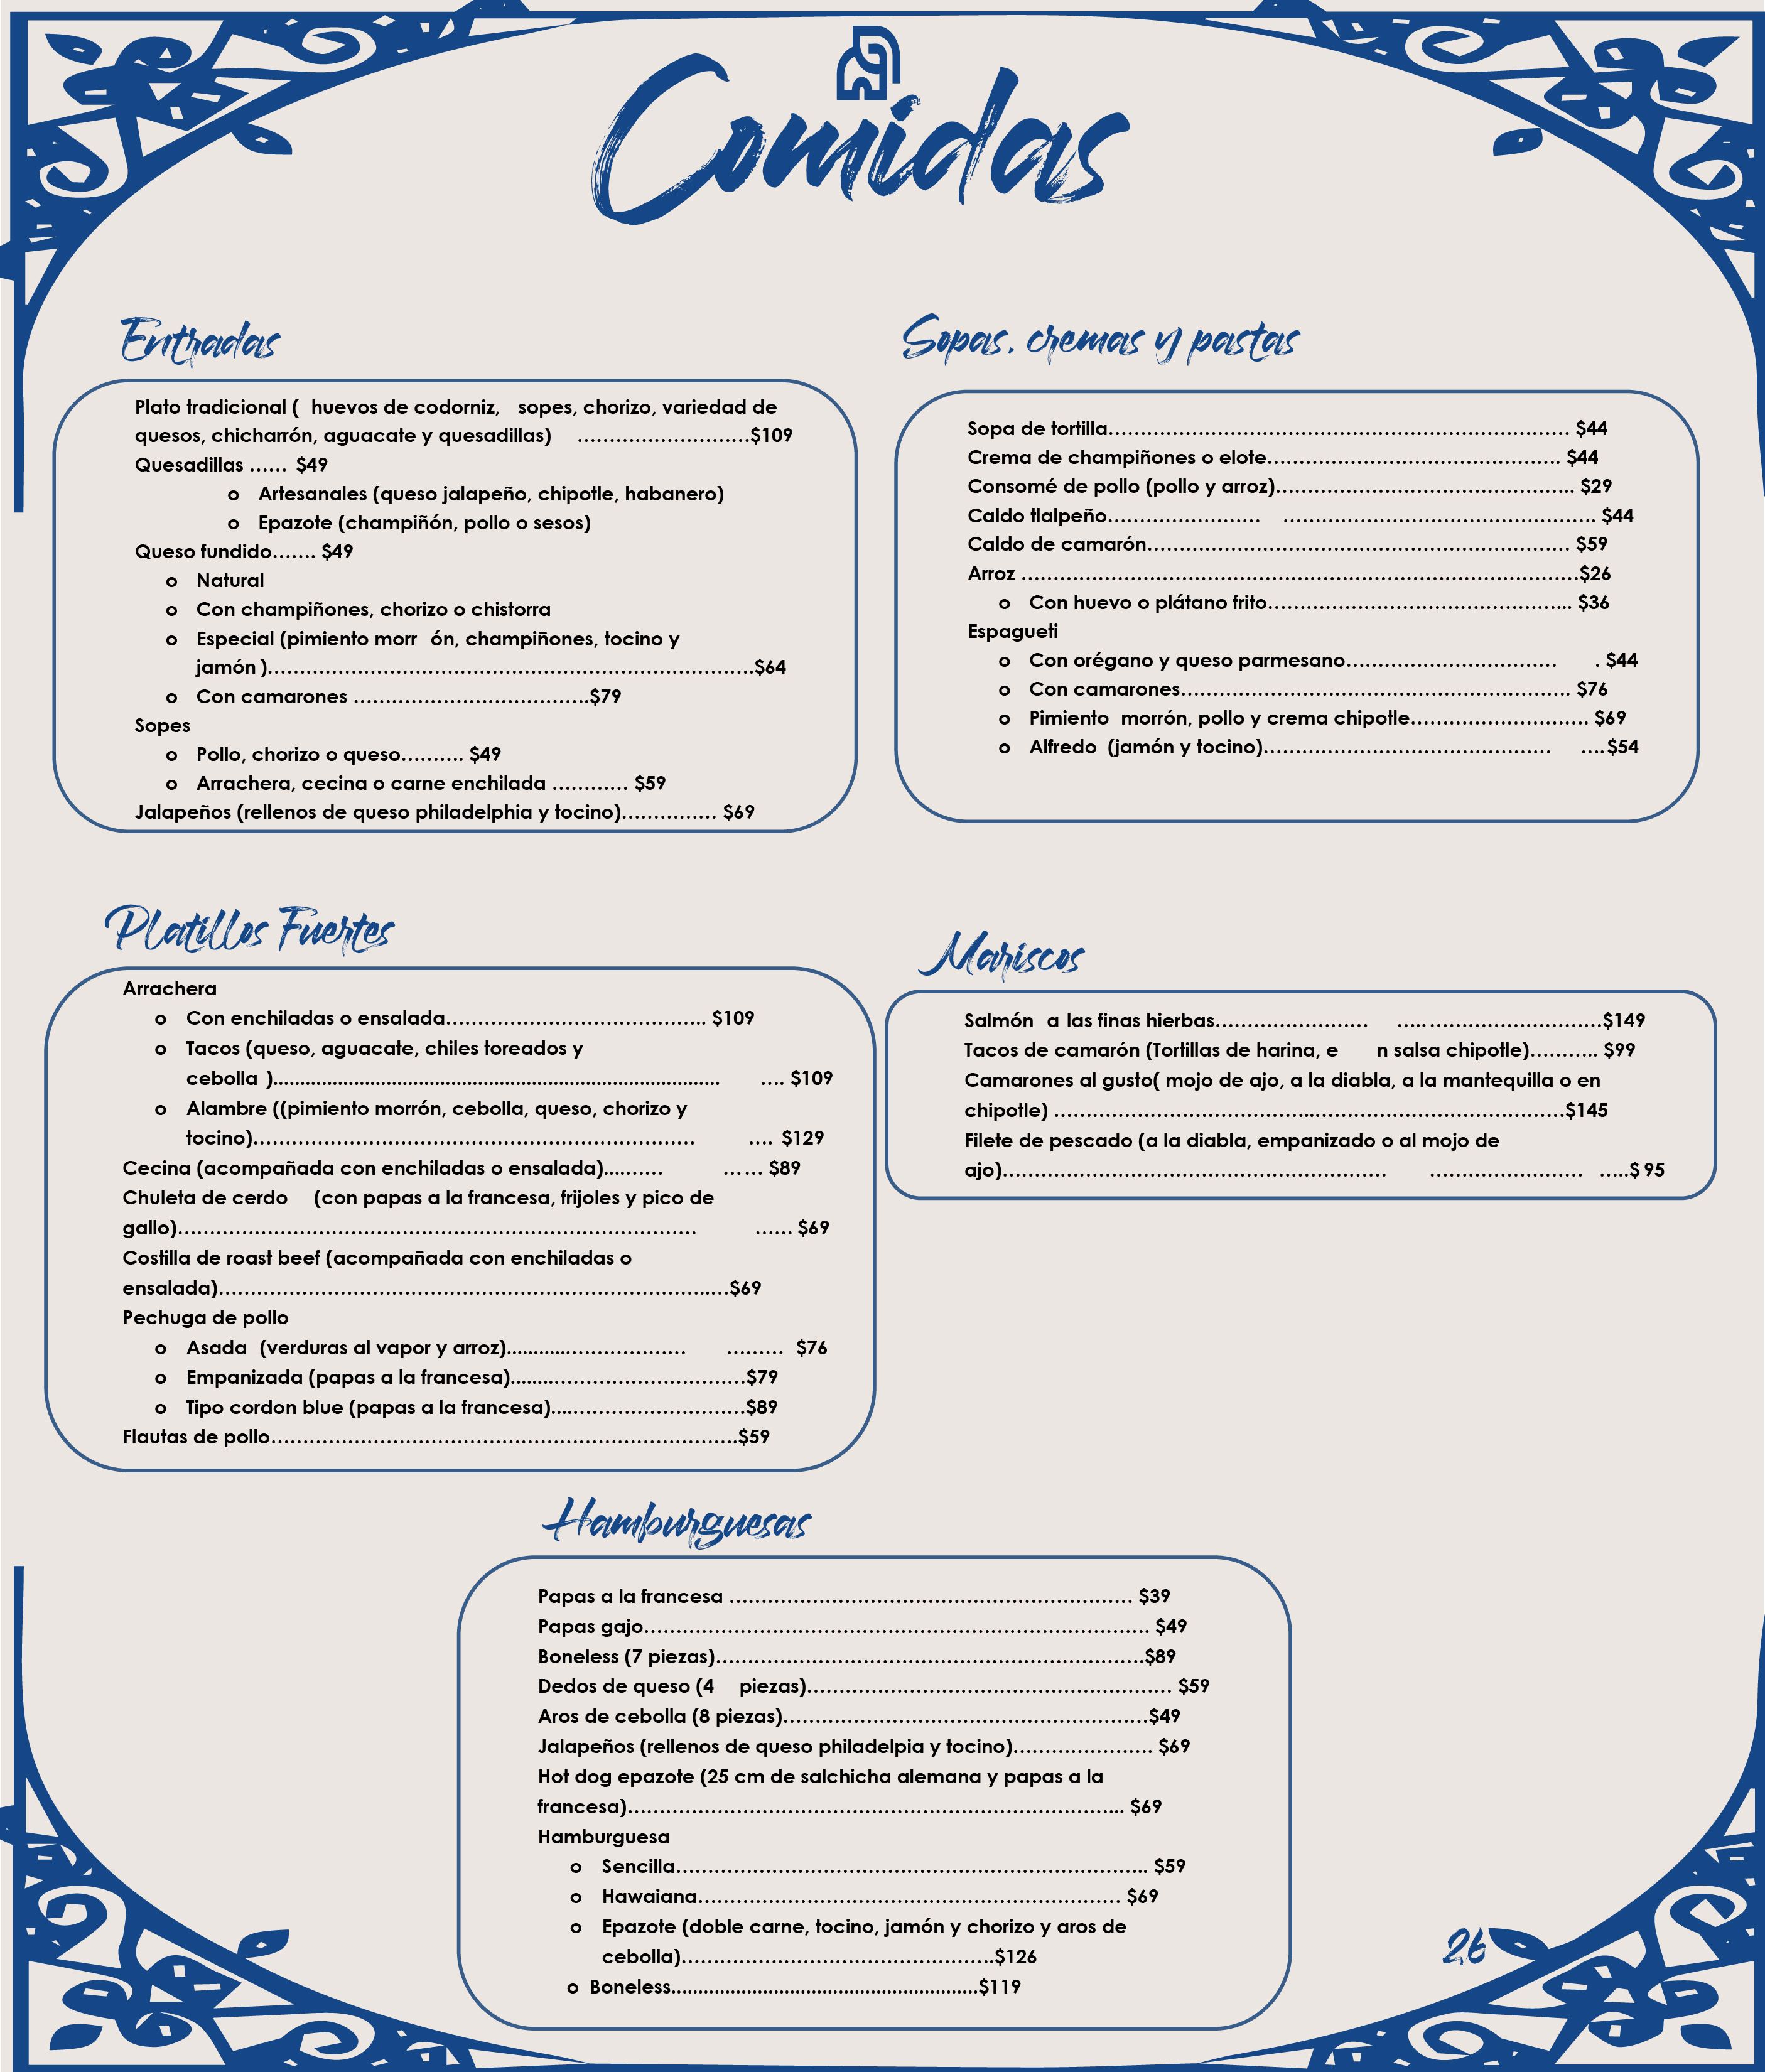 Comidas
Entradas
Plato tradicional ( huevos de codorniz, sopes, chorizo, variedad de
quesos, chicharrón, aguacate y quesadillas) ...........................$109
Quesadillas ...... $49
o Artesanales (queso jalapeño, chipotle, habanero)
o Epazote (champiñón, pollo o sesos)
Queso fundido....... $49
o Natural
o Con champiñones, chorizo o chistorra
o Especial (pimiento morr ón, champiñones, tocino y
jamón )............................................................................$64
o Con camarones .....................................$79
Sopes
o Pollo, chorizo o queso.......... $49
o Arrachera, cecina o carne enchilada ............ $59
Jalapeños (rellenos de queso philadelphia y tocino)............... $69
Sopas, cremas y pastas
Sopa de tortilla........................................................................ $44
Crema de champiñones o elote.............................................. $44
Consomé de pollo (pollo y arroz)............................................... $29
Caldo tlalpeño........................ ................................................. $44
Caldo de camarón.................................................................. $59
Arroz .......................................................................................$26
o Con huevo o plátano frito................................................ $36
Espagueti
o Con orégano y queso parmesano................................. . $44
o Con camarones............................................................. $76
o Pimiento morrón, pollo y crema chipotle............................ $69
o Alfredo (jamón y tocino)............................................. ....$54
Platillos Fuertes
Arrachera
o Con enchiladas o ensalada......................................... $109
o Tacos (queso, aguacate, chiles toreados y
cebolla )................................................................................... .... $109
o Alambre ((pimiento morrón, cebolla, queso, chorizo y
tocino)..................................................................... .... $129
Cecina (acompañada con enchiladas o ensalada).......... ...... $89
Chuleta de cerdo (con papas a la francesa, frijoles y pico de
gallo)................................................................................. ...... $69
Costilla de roast beef (acompañada con enchiladas o
ensalada)................................................................................$69
Pechuga de pollo
o Asada (verduras al vapor y arroz)............................. ......... $76
o Empanizada (papas a la francesa)......................................$79
o Tipo cordon blue (papas a la francesa)...............................$89
Flautas de pollo.........................................................................$59
Mariscos
Salmón a las finas hierbas........................ ................................$149
Tacos de camarón (Tortillas de harina, e n salsa chipotle)........... $99
Camarones al gusto( mojo de ajo, a la diabla, a la mantequilla o en
chipotle) ................................................................................$145
Filete de pescado (a la diabla, empanizado o al mojo de
ajo)............................................................ ........................ .....$ 95
Hamburguesas
Papas a la francesa ............................................................... $39
Papas gajo............................................................................... $49
Boneless (7 piezas)...................................................................$89
Dedos de queso (4 piezas)......................................................... $59
Aros de cebolla (8 piezas).........................................................$49
Jalapeños (rellenos de queso philadelpia y tocino)...................... $69
Hot dog epazote (25 cm de salchicha alemana y papas a la
francesa).............................................................................. $69
Hamburguesa
o Sencilla.......................................................................... $59
o Hawaiana.................................................................. $69
o Epazote (doble carne, tocino, jamón y chorizo y aros de
cebolla).................................................$126
o Boneless...........................................................$119
26